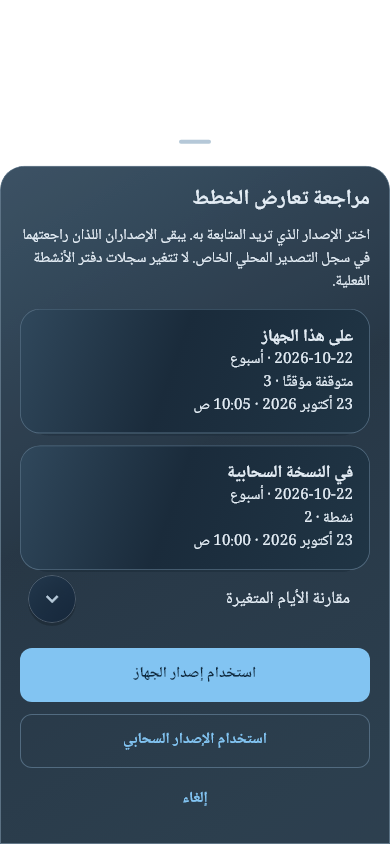 مراجعة تعارض الخطط
اختر الإصدار الذي تريد المتابعة به. يبقى الإصداران اللذان راجعتهما
في سجل التصدير المحلي الخاص. لا تتغير سجلات دفتر الأنشطة
الفعلية.
على هذا الجهاز
2026-10-22 · أسبوع
متوقفة مؤقتًا · 3
23 أكتوبر 2026 · 10:05 ص
في النسخة السحابية
2026-10-22 · أسبوع
نشطة · 2
23 أكتوبر 2026 · 10:00 ص
مقارنة الأيام المتغيرة
استخدام إصدار الجهاز
استخدام الإصدار السحابي
إلغاء